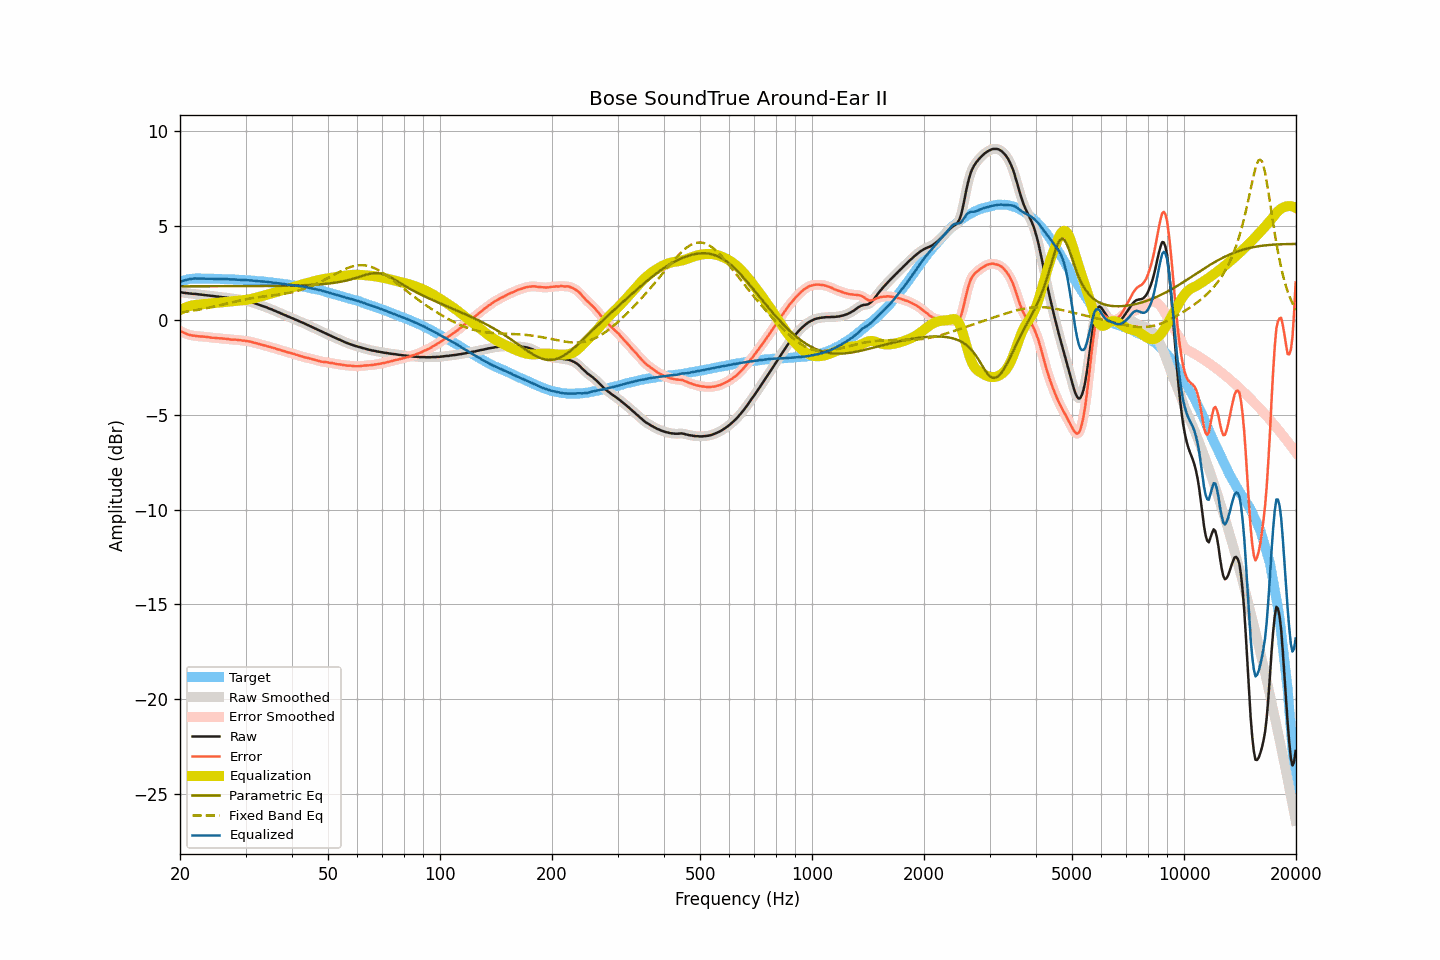 Bose SoundTrue Around-Ear II
10
5
0
−5
−10
−15
−20
−25
Amplitude (dBr)
Target
Raw Smoothed
Error Smoothed
Raw
Error
Equalization
Parametric Eq
Fixed Band Eq
Equalized
20 50 100 200 500 1000 2000 5000 10000 20000
Frequency (Hz)